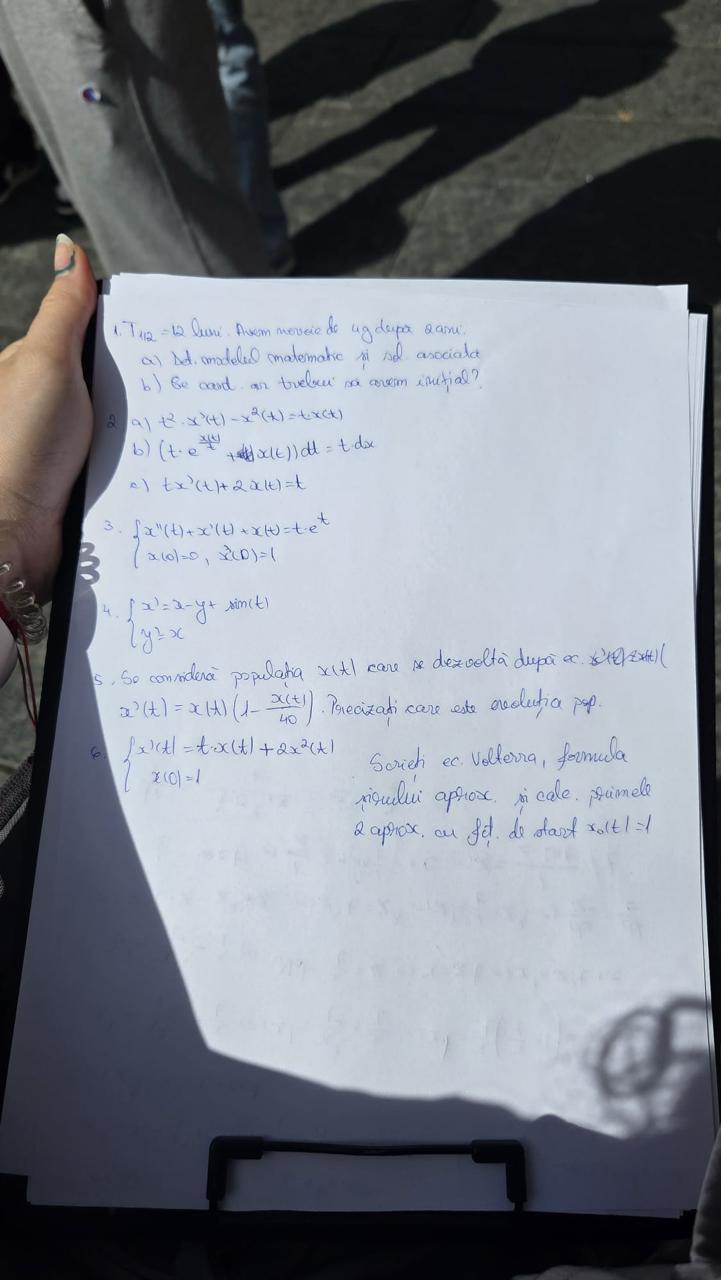 1. T1/2 = 12 luni. Avem nevoie de 4g după 2 ani.
a) Det. modelul matematic și sol. asociată
b) Ce cant. ar trebui să avem inițial?
2 a) t² · x'(t) - x²(t) = t·x(t)
b) (t · e^(x(t)/t) + x(t)) dt = t·dx
c) tx'(t) + 2x(t) = t
3. { x''(t) + x'(t) + x(t) = t·e^t
x(0)=0, x'(0)=1
4. { x' = x - y + sin(t)
y' = x
5. Se consideră populația x(t) care se dezvoltă după ec.
x'(t) = x(t) (1 - x(t)/40). Precizați care este evoluția pop.
6. { x'(t) = t·x(t) + 2x²(t)
x(0) = 1
Scrieți ec. Volterra, formula
șirului aprox. și calc. primele
2 aprox. cu fct. de start x₀(t) = 1